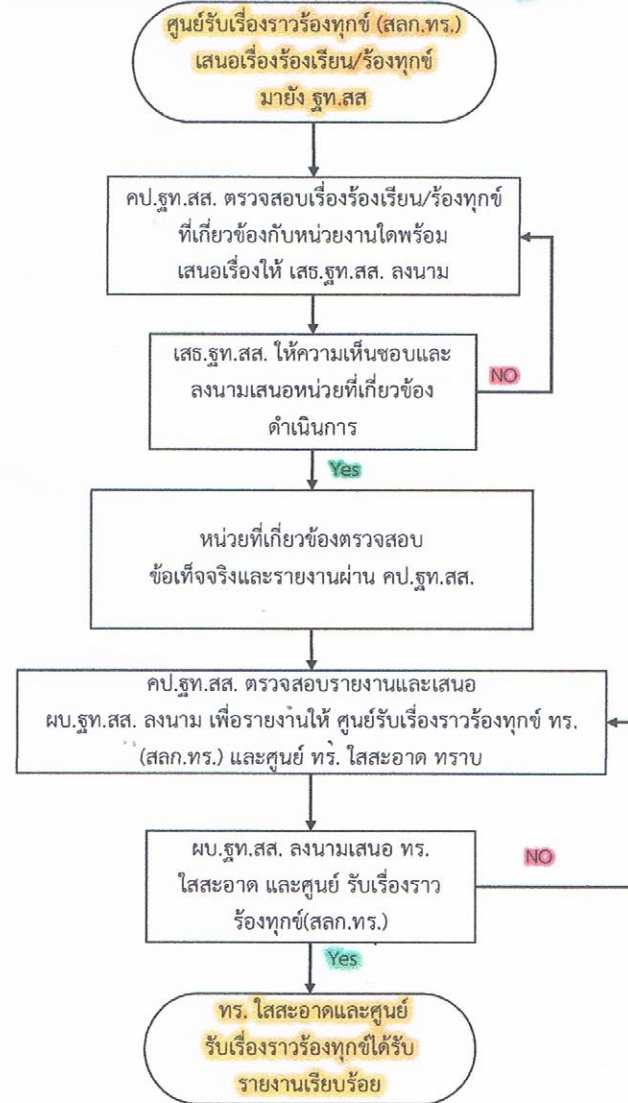 ศูนย์รับเรื่องราวร้องทุกข์ (สลก.ทร.)
เสนอเรื่องร้องเรียน/ร้องทุกข์
มายัง ฐท.สส
คป.ฐท.สส. ตรวจสอบเรื่องร้องเรียน/ร้องทุกข์
ที่เกี่ยวข้องกับหน่วยงานใดพร้อม
เสนอเรื่องให้ เสธ.ฐท.สส. ลงนาม
เสธ.ฐท.สส. ให้ความเห็นชอบและ
ลงนามเสนอหน่วยที่เกี่ยวข้อง
ดำเนินการ
NO
Yes
หน่วยที่เกี่ยวข้องตรวจสอบ
ข้อเท็จจริงและรายงานผ่าน คป.ฐท.สส.
คป.ฐท.สส. ตรวจสอบรายงานและเสนอ
ผบ.ฐท.สส. ลงนาม เพื่อรายงานให้ ศูนย์รับเรื่องราวร้องทุกข์ ทร.
(สลก.ทร.) และศูนย์ ทร. ใสสะอาด ทราบ
ผบ.ฐท.สส. ลงนามเสนอ ทร.
ใสสะอาด และศูนย์ รับเรื่องราว
ร้องทุกข์(สลก.ทร.)
NO
Yes
ทร. ใสสะอาดและศูนย์
รับเรื่องราวร้องทุกข์ได้รับ
รายงานเรียบร้อย